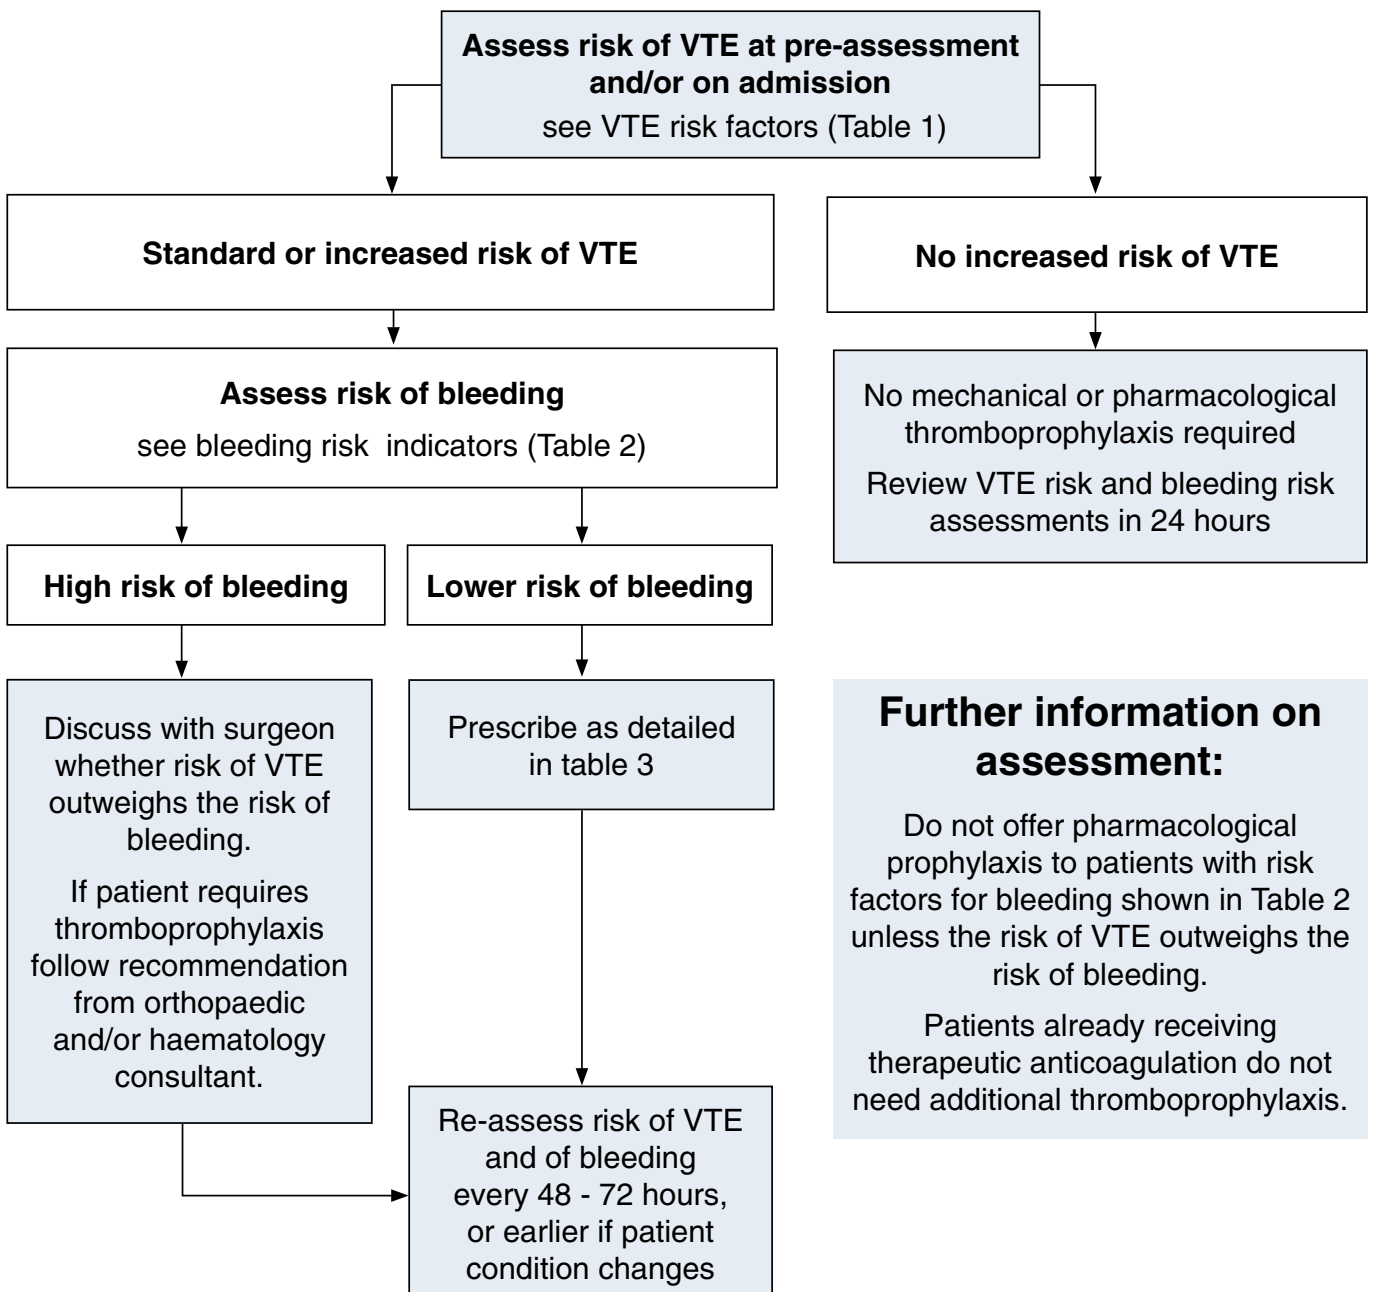 Assess risk of VTE at pre-assessment
and/or on admission
see VTE risk factors (Table 1)
Standard or increased risk of VTE
No increased risk of VTE
Assess risk of bleeding
see bleeding risk indicators (Table 2)
No mechanical or pharmacological
thromboprophylaxis required
Review VTE risk and bleeding risk
assessments in 24 hours
High risk of bleeding
Lower risk of bleeding
Discuss with surgeon
whether risk of VTE
outweighs the risk of
bleeding.
If patient requires
thromboprophylaxis
follow recommendation
from orthopaedic
and/or haematology
consultant.
Prescribe as detailed
in table 3
Re-assess risk of VTE
and of bleeding
every 48 - 72 hours,
or earlier if patient
condition changes
Further information on
assessment:
Do not offer pharmacological
prophylaxis to patients with risk
factors for bleeding shown in Table 2
unless the risk of VTE outweighs the
risk of bleeding.
Patients already receiving
therapeutic anticoagulation do not
need additional thromboprophylaxis.